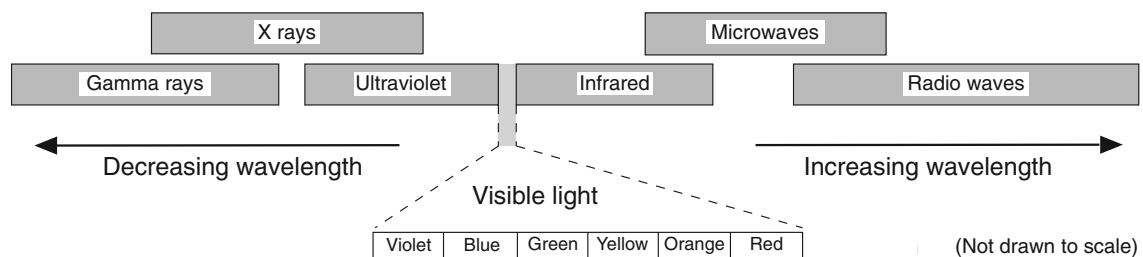 X rays Microwaves
Gamma rays Ultraviolet Infrared Radio waves
Decreasing wavelength Increasing wavelength
Visible light
Violet Blue Green Yellow Orange Red (Not drawn to scale)